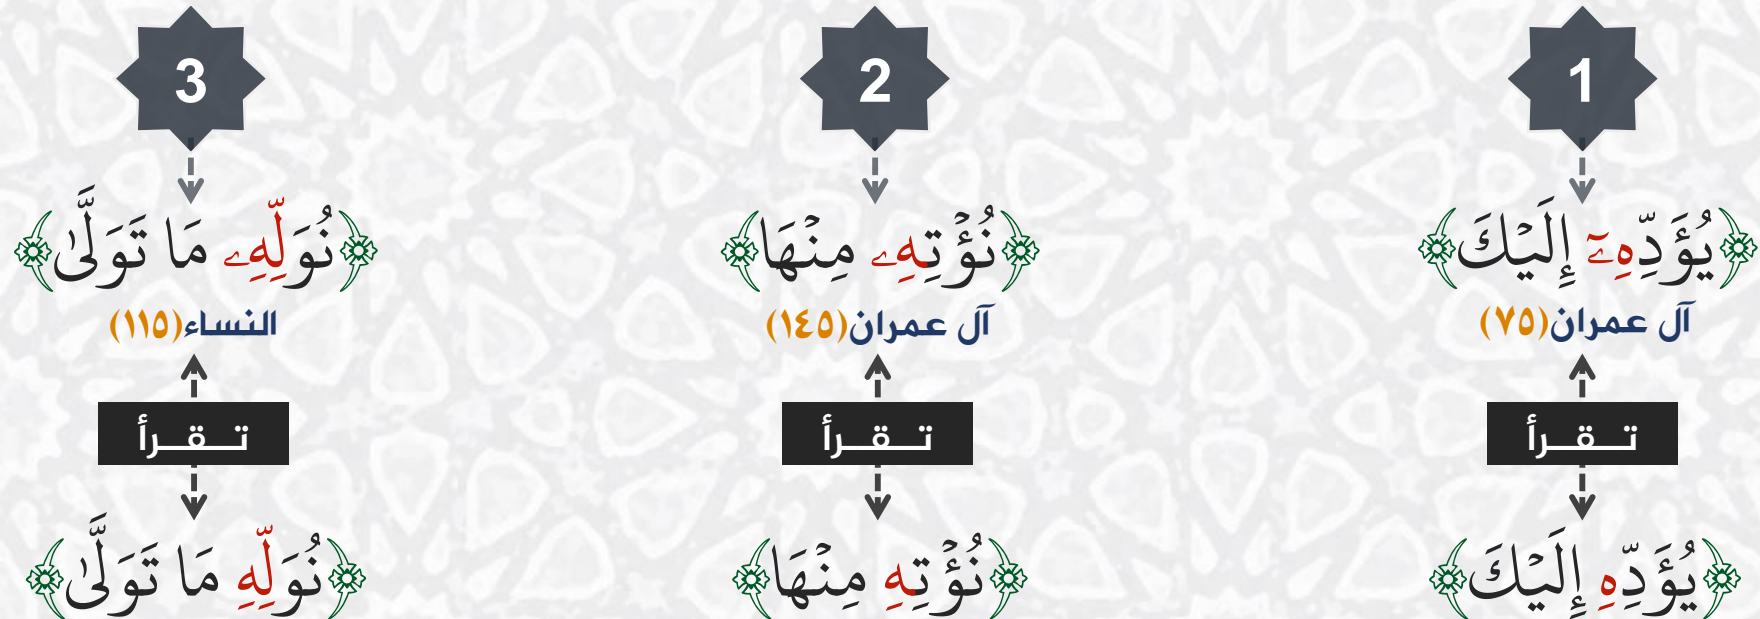 1 2 3
﴿يُؤَدِّهِۦٓ إِلَيۡكَ﴾ ﴿نُؤۡتِهِۦ مِنۡهَا﴾ ﴿نُوَلِّهِۦ مَا تَوَلَّىٰ﴾
آل عمران(٧٥) آل عمران(١٤٥) النساء(١١٥)
تـــقـــرأ تـــقـــرأ تـــقـــرأ
﴿يُؤَدِّهِ إِلَيۡكَ﴾ ﴿نُؤۡتِهِ مِنۡهَا﴾ ﴿نُوَلِّهِ مَا تَوَلَّىٰ﴾